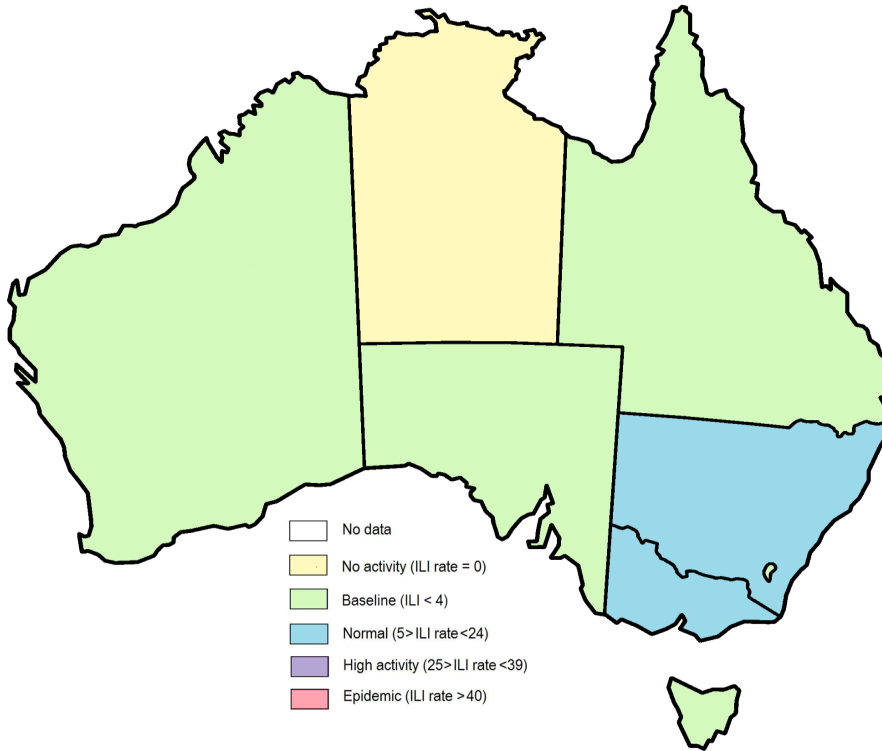 No data
No activity (ILI rate = 0)
Baseline (ILI < 4)
Normal (5> ILI rate <24)
High activity (25> ILI rate <39)
Epidemic (ILI rate >40)